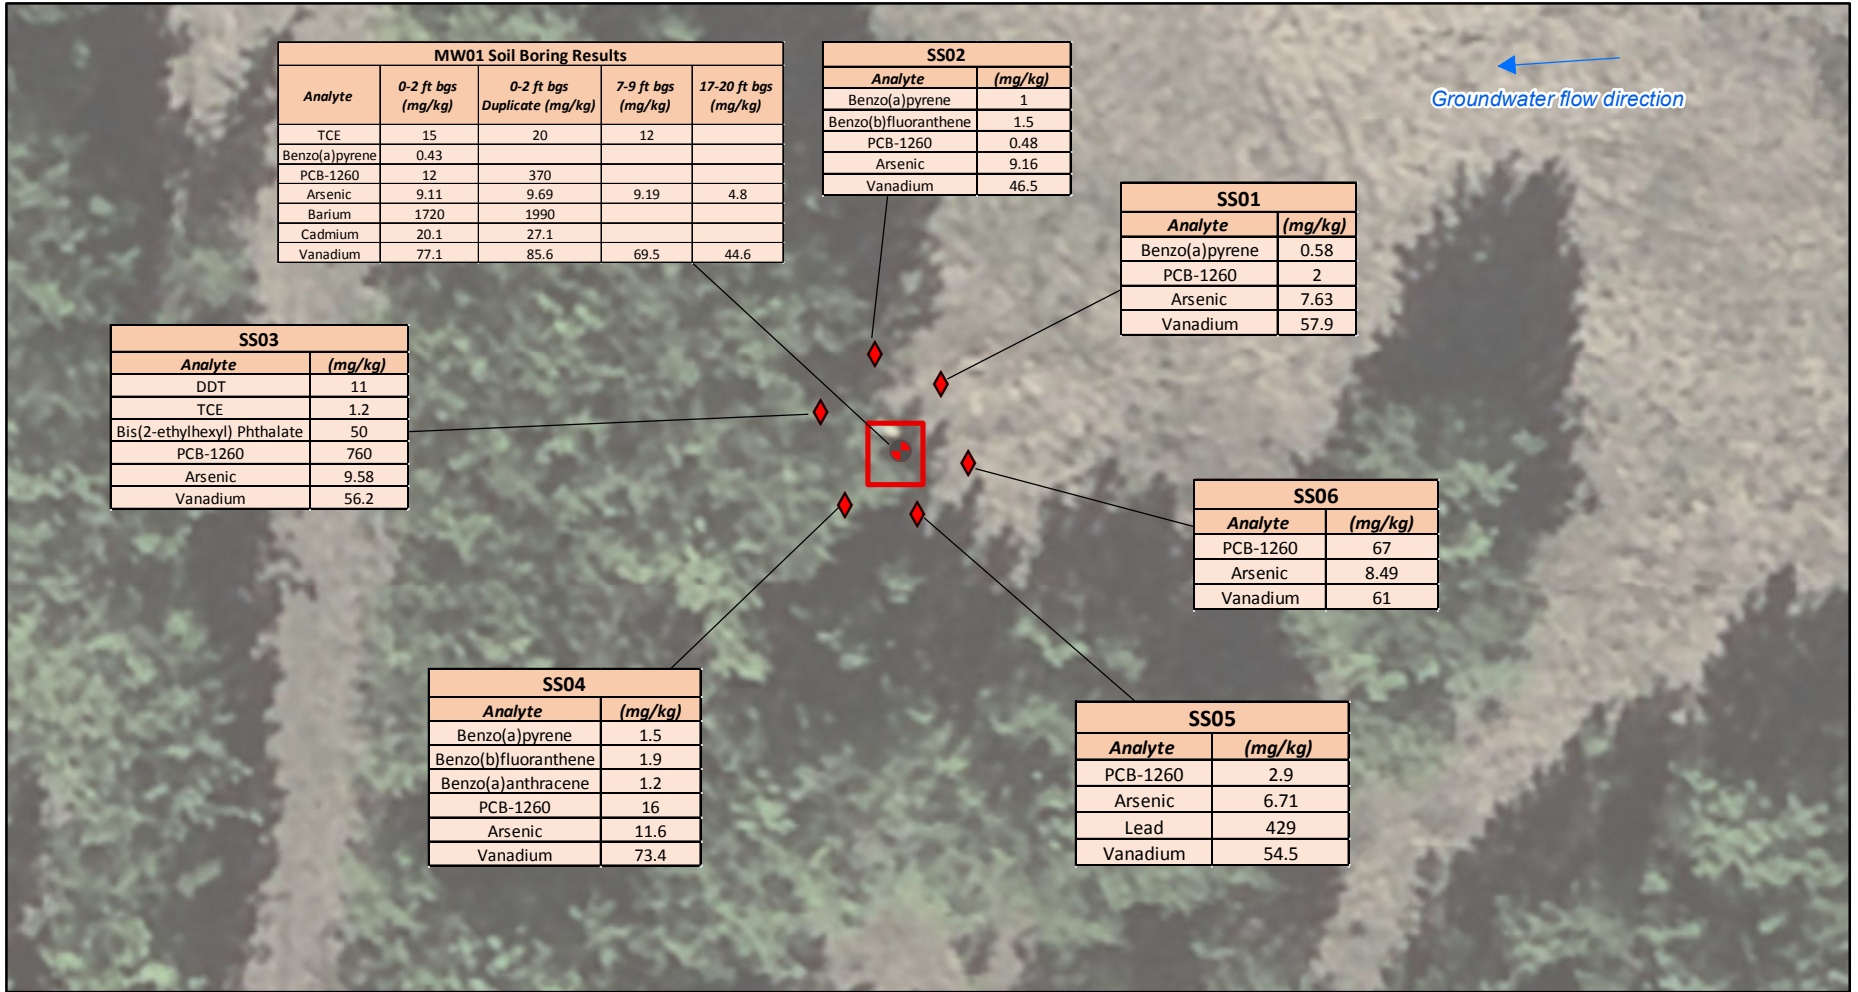 MW01 Soil Boring Results
Analyte 0-2 ft bgs (mg/kg) 0-2 ft bgs Duplicate (mg/kg) 7-9 ft bgs (mg/kg) 17-20 ft bgs (mg/kg)
TCE 15 20 12
Benzo(a)pyrene 0.43
PCB-1260 12 370
Arsenic 9.11 9.69 9.19 4.8
Barium 1720 1990
Cadmium 20.1 27.1
Vanadium 77.1 85.6 69.5 44.6
SS02
Analyte (mg/kg)
Benzo(a)pyrene 1
Benzo(b)fluoranthene 1.5
PCB-1260 0.48
Arsenic 9.16
Vanadium 46.5
Groundwater flow direction
SS01
Analyte (mg/kg)
Benzo(a)pyrene 0.58
PCB-1260 2
Arsenic 7.63
Vanadium 57.9
SS03
Analyte (mg/kg)
DDT 11
TCE 1.2
Bis(2-ethylhexyl) Phthalate 50
PCB-1260 760
Arsenic 9.58
Vanadium 56.2
SS06
Analyte (mg/kg)
PCB-1260 67
Arsenic 8.49
Vanadium 61
SS04
Analyte (mg/kg)
Benzo(a)pyrene 1.5
Benzo(b)fluoranthene 1.9
Benzo(a)anthracene 1.2
PCB-1260 16
Arsenic 11.6
Vanadium 73.4
SS05
Analyte (mg/kg)
PCB-1260 2.9
Arsenic 6.71
Lead 429
Vanadium 54.5